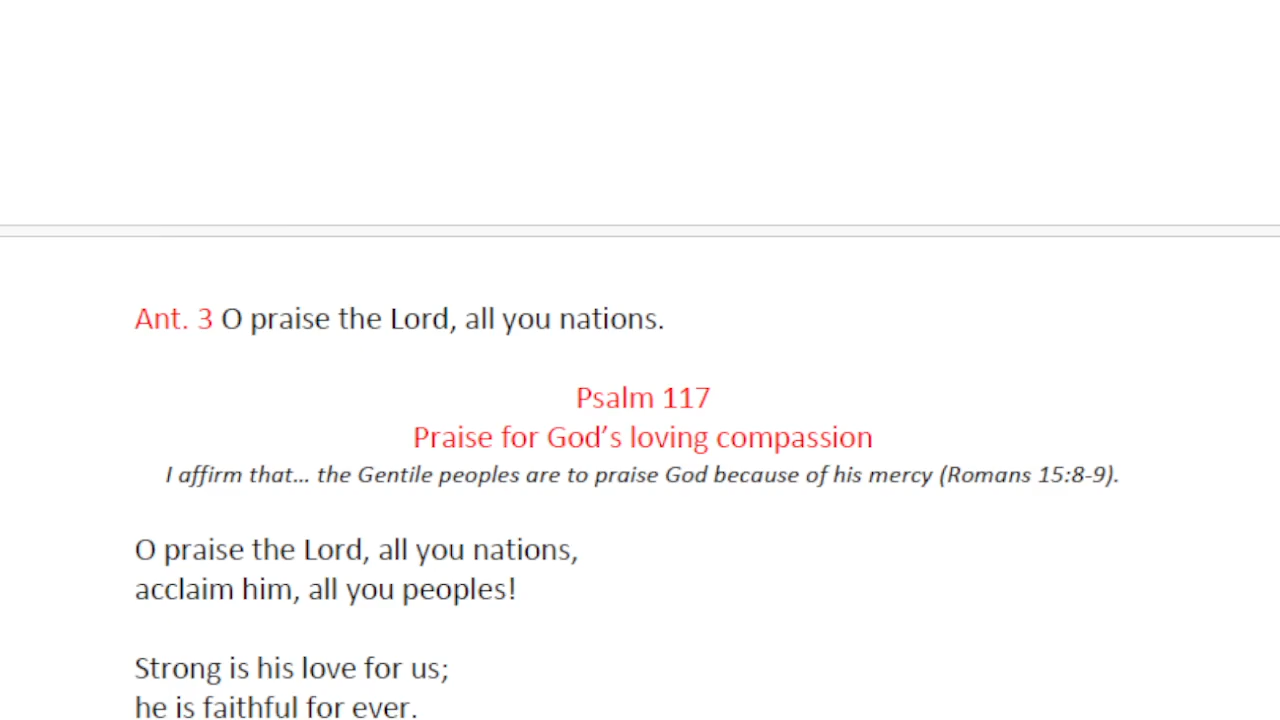 Ant. 3 O praise the Lord, all you nations.
Psalm 117
Praise for God’s loving compassion
I affirm that... the Gentile peoples are to praise God because of his mercy (Romans 15:8-9).
O praise the Lord, all you nations,
acclaim him, all you peoples!
Strong is his love for us;
he is faithful for ever.